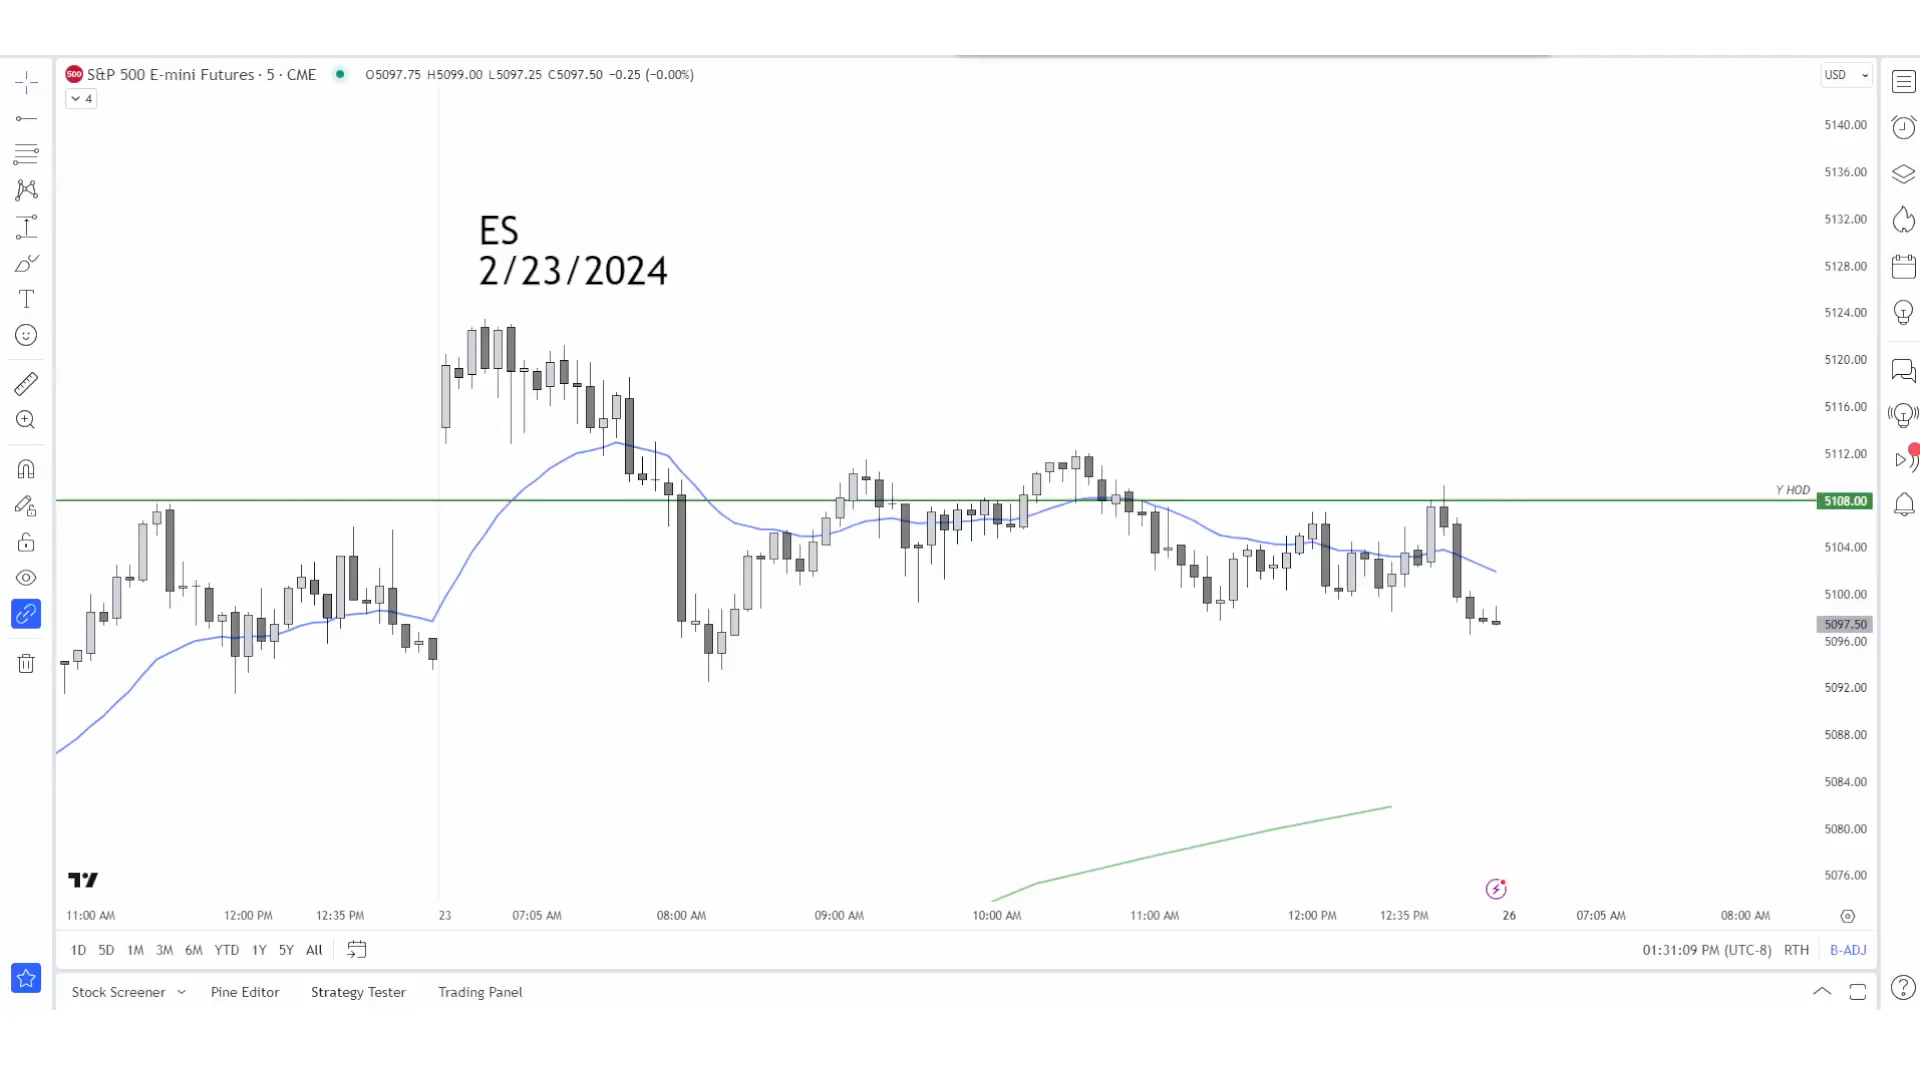 500 S&P 500 E-mini Futures · 5 · CME O5097.75 H5099.00 L5097.25 C5097.50 −0.25 (−0.00%)
USD
4
5140.00
5136.00
5132.00
ES
2/23/2024
5128.00
5124.00
5120.00
5116.00
5112.00
Y HOD
5108.00
5104.00
5100.00
5097.50
5096.00
5092.00
5088.00
5084.00
5080.00
5076.00
11:00 AM 12:00 PM 12:35 PM 23 07:05 AM 08:00 AM 09:00 AM 10:00 AM 11:00 AM 12:00 PM 12:35 PM 26 07:05 AM 08:00 AM
1D 5D 1M 3M 6M YTD 1Y 5Y All 01:31:09 PM (UTC-8) RTH B-ADJ
Stock Screener Pine Editor Strategy Tester Trading Panel